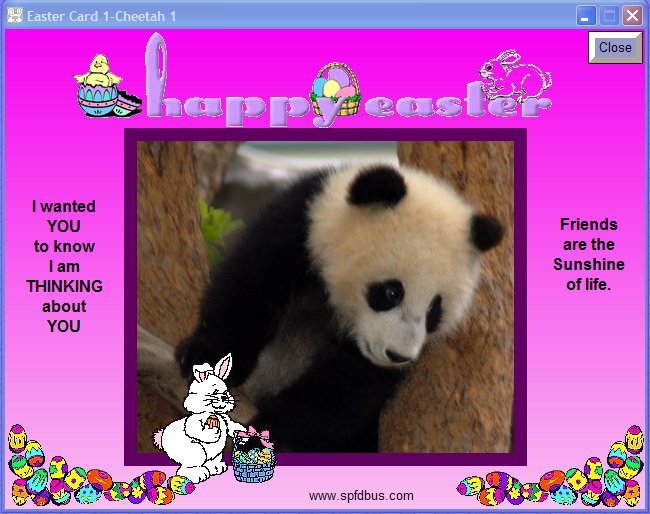 Easter Card 1-Cheetah 1
Close
happy easter
I wanted
YOU
to know
I am
THINKING
about
YOU
Friends
are the
Sunshine
of life.
www.spfdbus.com